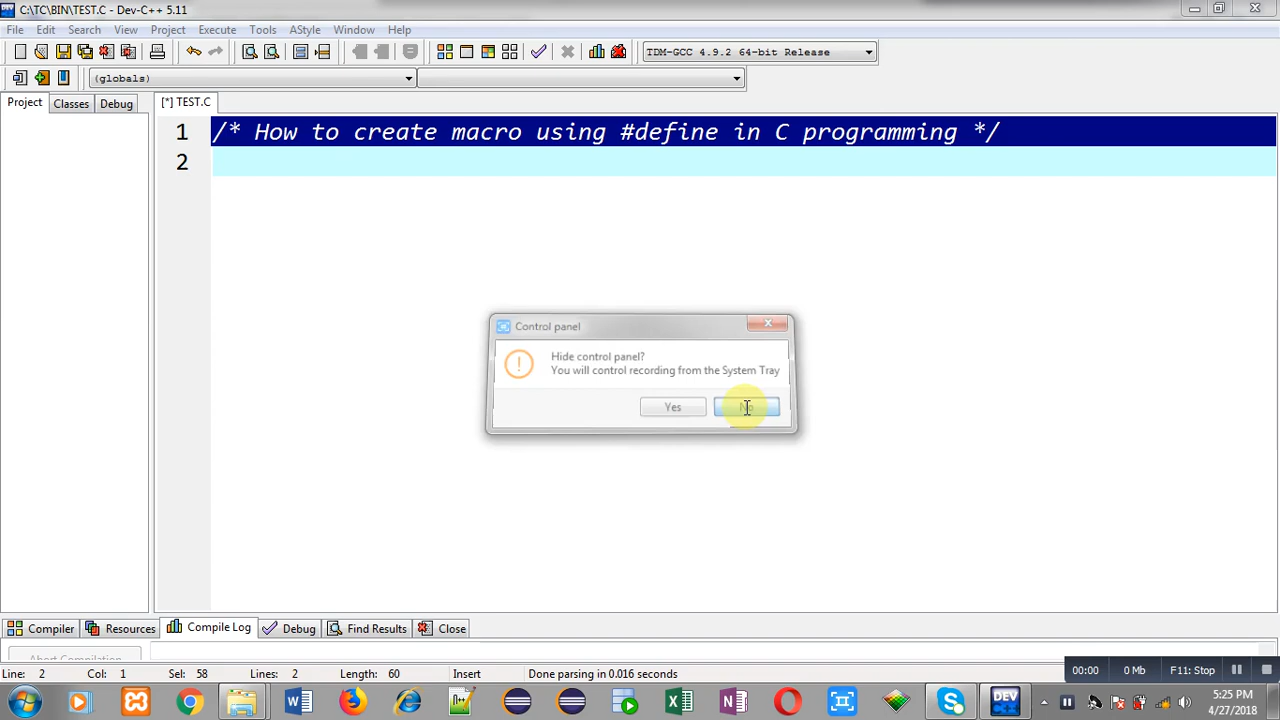 C:\TC\BIN\TEST.C - Dev-C++ 5.11
File Edit Search View Project Execute Tools AStyle Window Help
TDM-GCC 4.9.2 64-bit Release
(globals)
Project Classes Debug [*] TEST.C
1 /* How to create macro using #define in C programming */
2
Control panel
Hide control panel?
You will control recording from the System Tray
Yes No
Compiler Resources Compile Log Debug Find Results Close
Abort Compilation
Line: 2 Col: 1 Sel: 58 Lines: 2 Length: 60 Insert Done parsing in 0.016 seconds
00:00 0 Mb F11: Stop
DEV
5:25 PM
4/27/2018